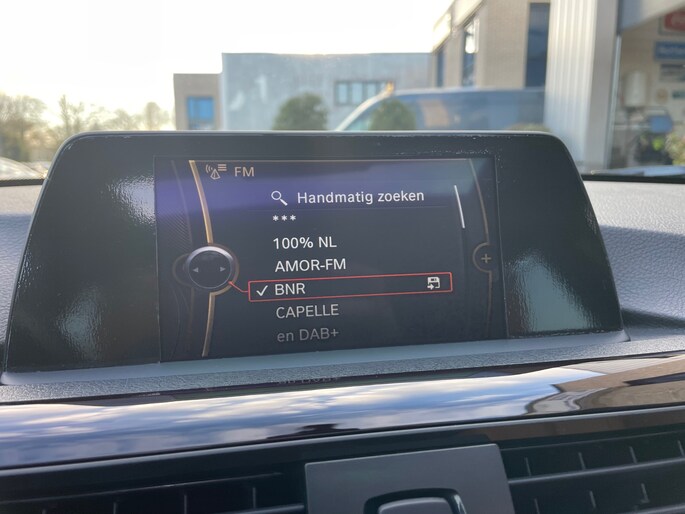 FM
Handmatig zoeken
***
100% NL
AMOR-FM
BNR
CAPELLE
en DAB+